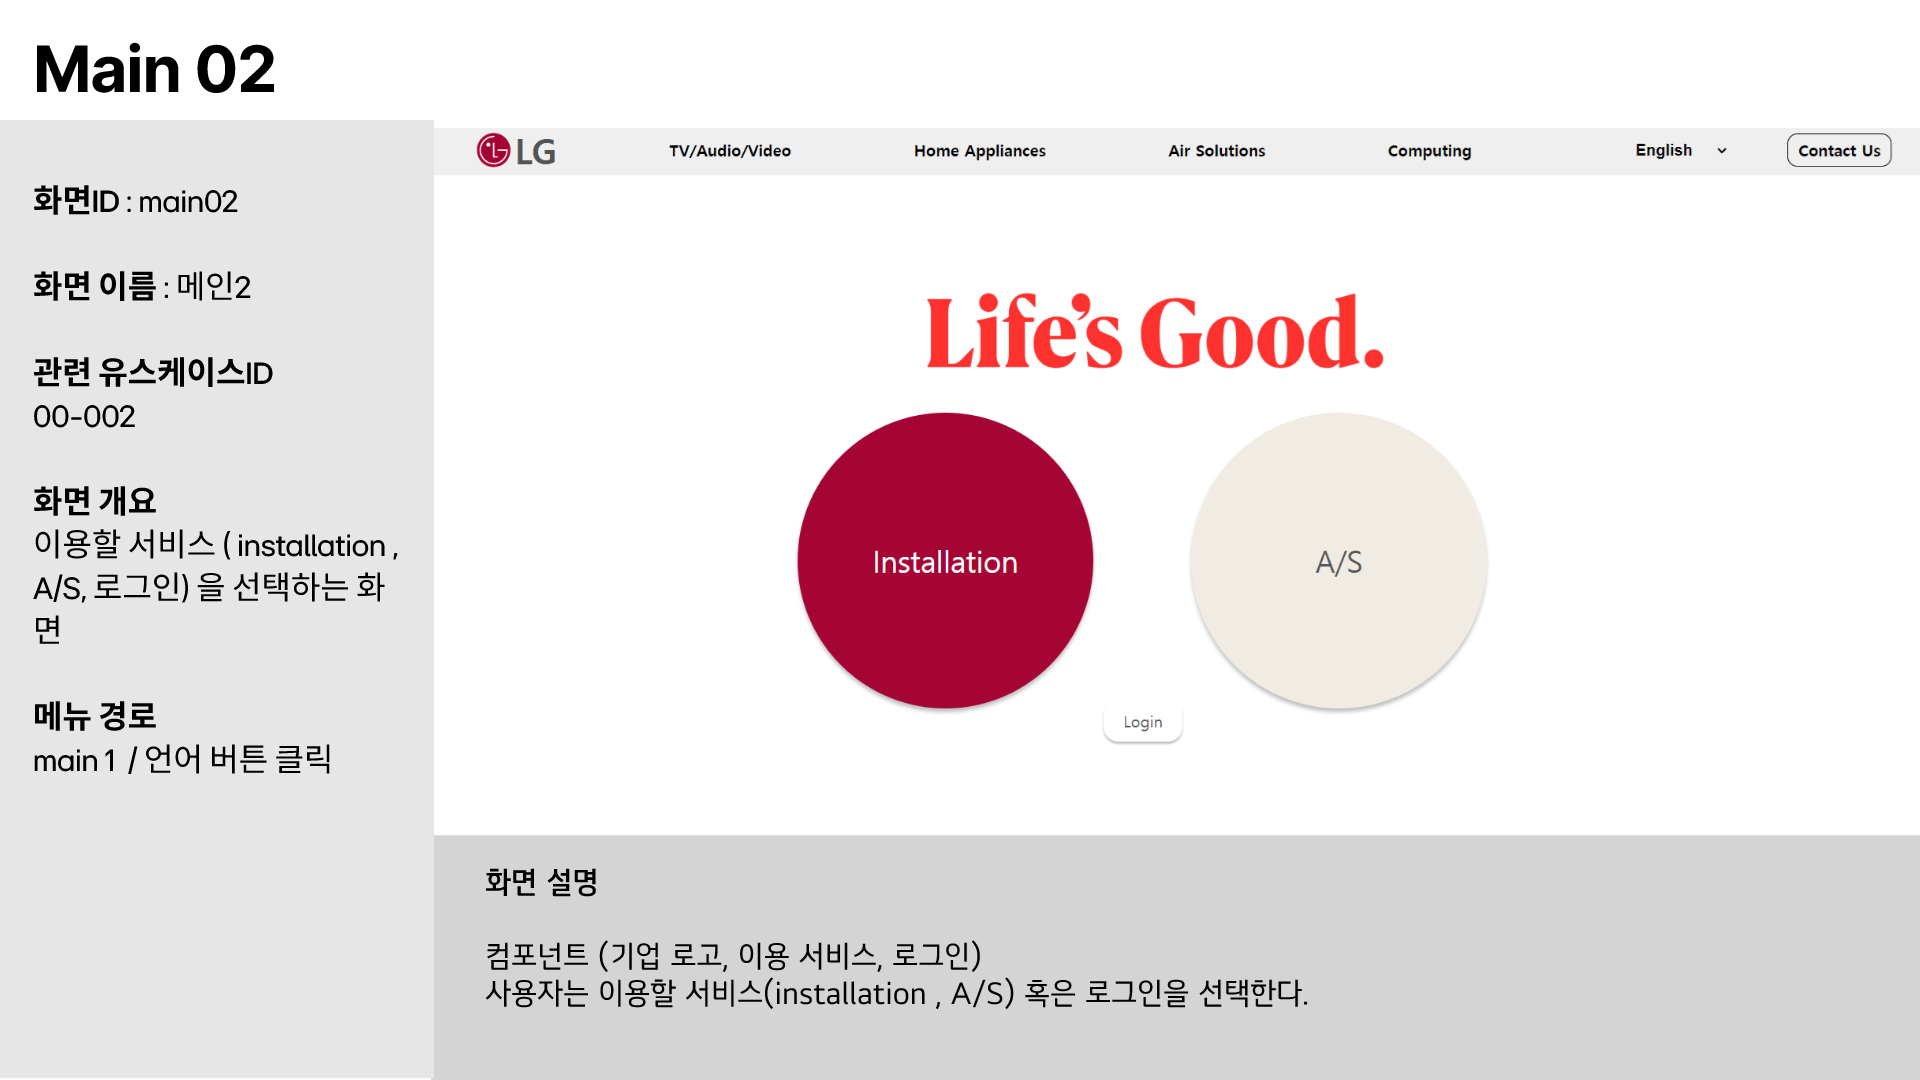 Main 02
화면ID : main02
화면 이름 : 메인2
관련 유스케이스ID
00-002
화면 개요
이용할 서비스 ( installation ,
A/S, 로그인) 을 선택하는 화
면
메뉴 경로
main 1 / 언어 버튼 클릭
LG TV/Audio/Video Home Appliances Air Solutions Computing English Contact Us
Life's Good.
Installation A/S
Login
화면 설명
컴포넌트 (기업 로고, 이용 서비스, 로그인)
사용자는 이용할 서비스(installation , A/S) 혹은 로그인을 선택한다.